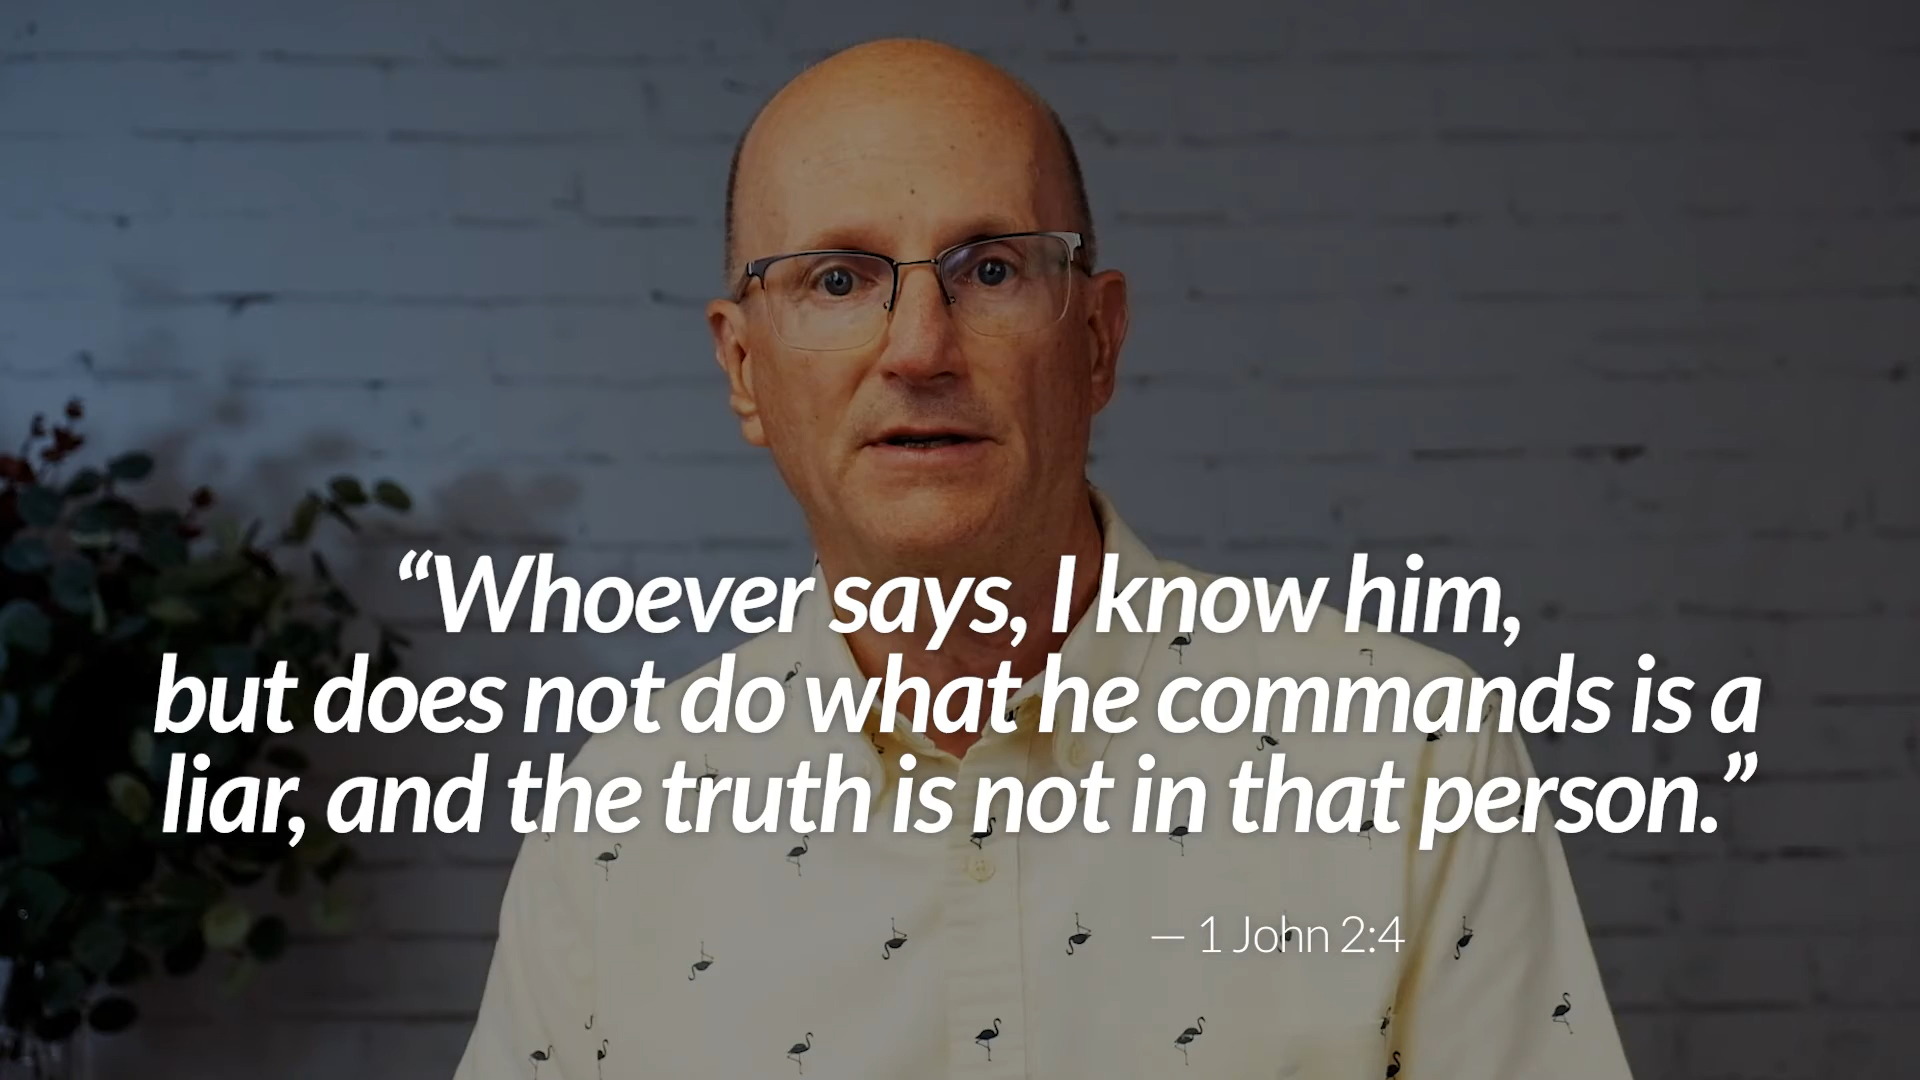 “Whoever says, I know him,
but does not do what he commands is a
liar, and the truth is not in that person.”
— 1 John 2:4